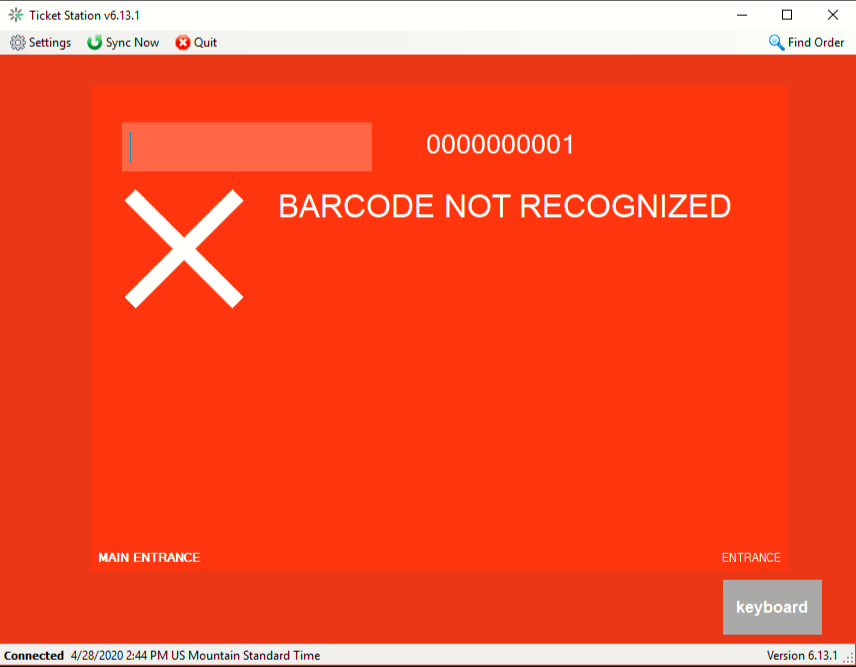 Ticket Station v6.13.1
Settings Sync Now Quit Find Order
0000000001
BARCODE NOT RECOGNIZED
MAIN ENTRANCE ENTRANCE
keyboard
Connected 4/28/2020 2:44 PM US Mountain Standard Time Version 6.13.1